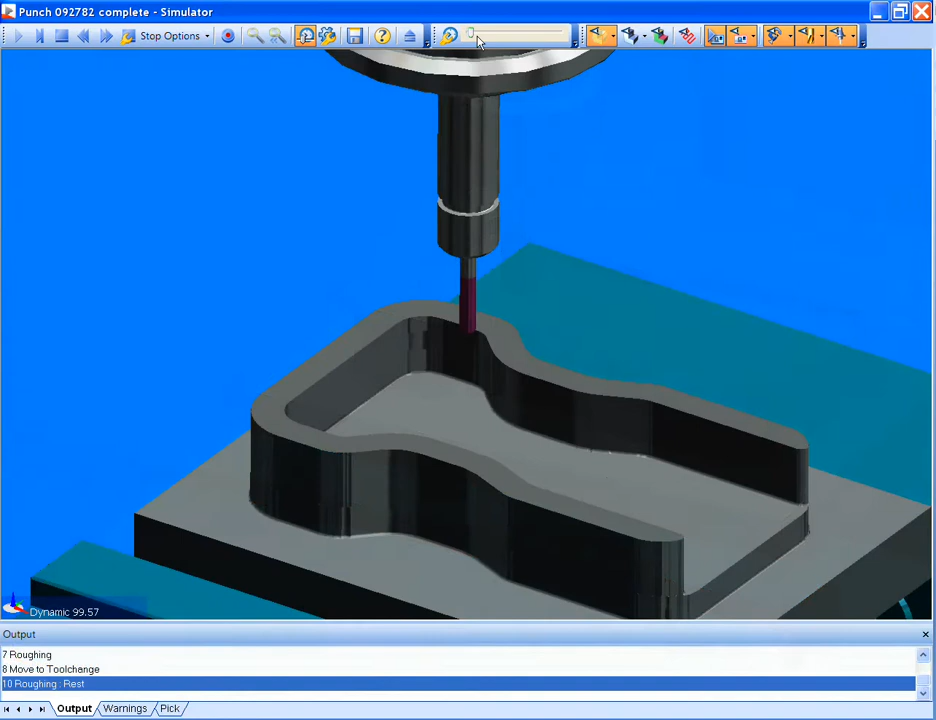 Punch 092782 complete - Simulator
Stop Options
Dynamic 99.57
Output
7 Roughing
8 Move to Toolchange
10 Roughing : Rest
Output Warnings Pick